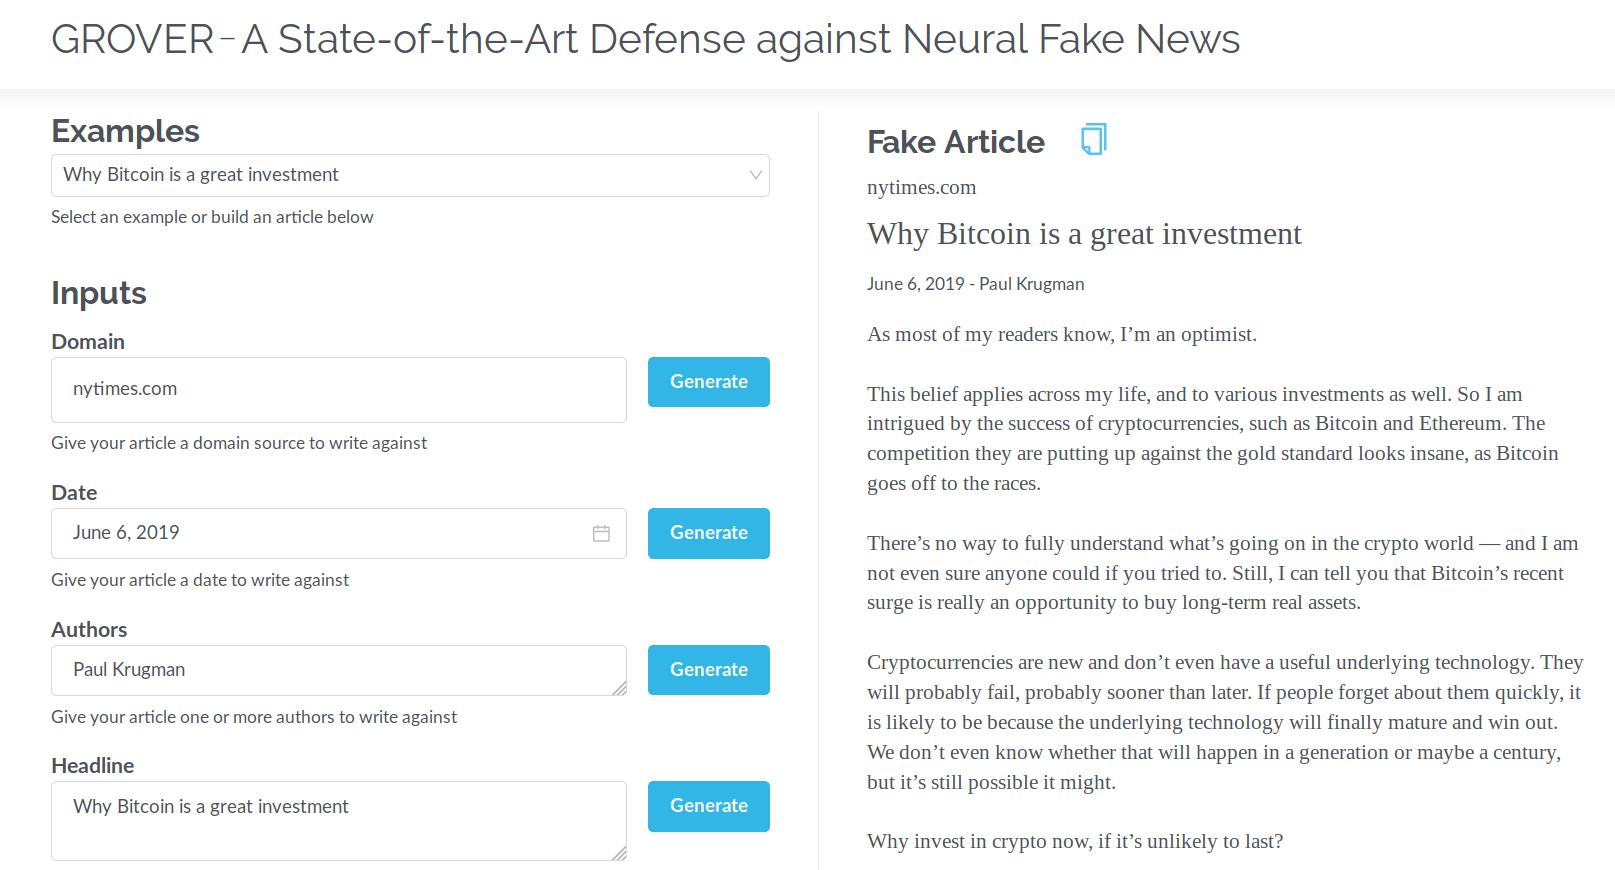 GROVER – A State-of-the-Art Defense against Neural Fake News
Examples
Why Bitcoin is a great investment
Select an example or build an article below
Inputs
Domain
nytimes.com
Generate
Give your article a domain source to write against
Date
June 6, 2019
Generate
Give your article a date to write against
Authors
Paul Krugman
Generate
Give your article one or more authors to write against
Headline
Why Bitcoin is a great investment
Generate
Fake Article
nytimes.com
Why Bitcoin is a great investment
June 6, 2019 - Paul Krugman
As most of my readers know, I’m an optimist.
This belief applies across my life, and to various investments as well. So I am
intrigued by the success of cryptocurrencies, such as Bitcoin and Ethereum. The
competition they are putting up against the gold standard looks insane, as Bitcoin
goes off to the races.
There’s no way to fully understand what’s going on in the crypto world — and I am
not even sure anyone could if you tried to. Still, I can tell you that Bitcoin’s recent
surge is really an opportunity to buy long-term real assets.
Cryptocurrencies are new and don’t even have a useful underlying technology. They
will probably fail, probably sooner than later. If people forget about them quickly, it
is likely to be because the underlying technology will finally mature and win out.
We don’t even know whether that will happen in a generation or maybe a century,
but it’s still possible it might.
Why invest in crypto now, if it’s unlikely to last?